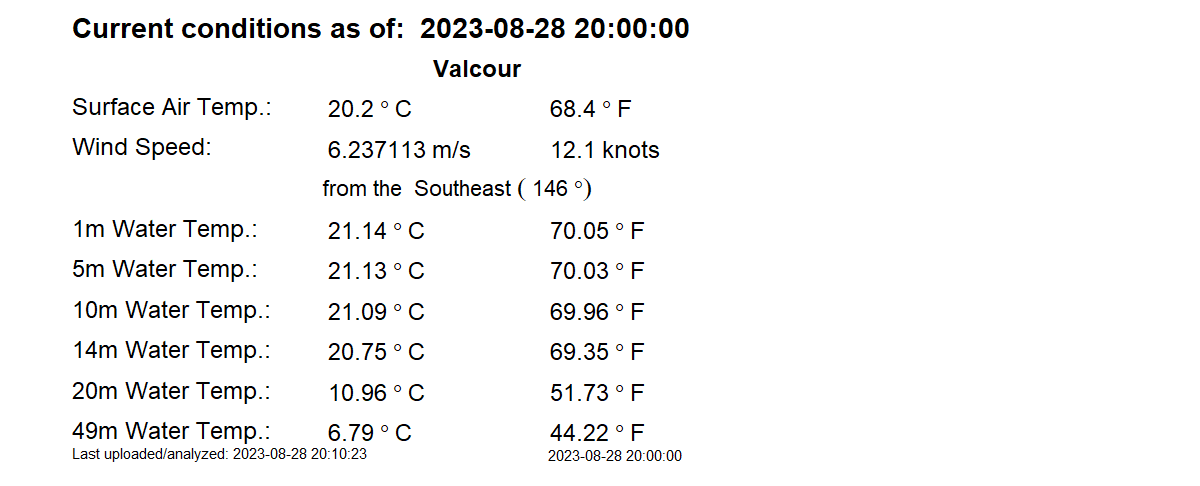 Current conditions as of: 2023-08-28 20:00:00
Valcour
Surface Air Temp.: 20.2 ° C 68.4 ° F
Wind Speed: 6.237113 m/s 12.1 knots
from the Southeast ( 146 °)
1m Water Temp.: 21.14 ° C 70.05 ° F
5m Water Temp.: 21.13 ° C 70.03 ° F
10m Water Temp.: 21.09 ° C 69.96 ° F
14m Water Temp.: 20.75 ° C 69.35 ° F
20m Water Temp.: 10.96 ° C 51.73 ° F
49m Water Temp.: 6.79 ° C 44.22 ° F
Last uploaded/analyzed: 2023-08-28 20:10:23 2023-08-28 20:00:00